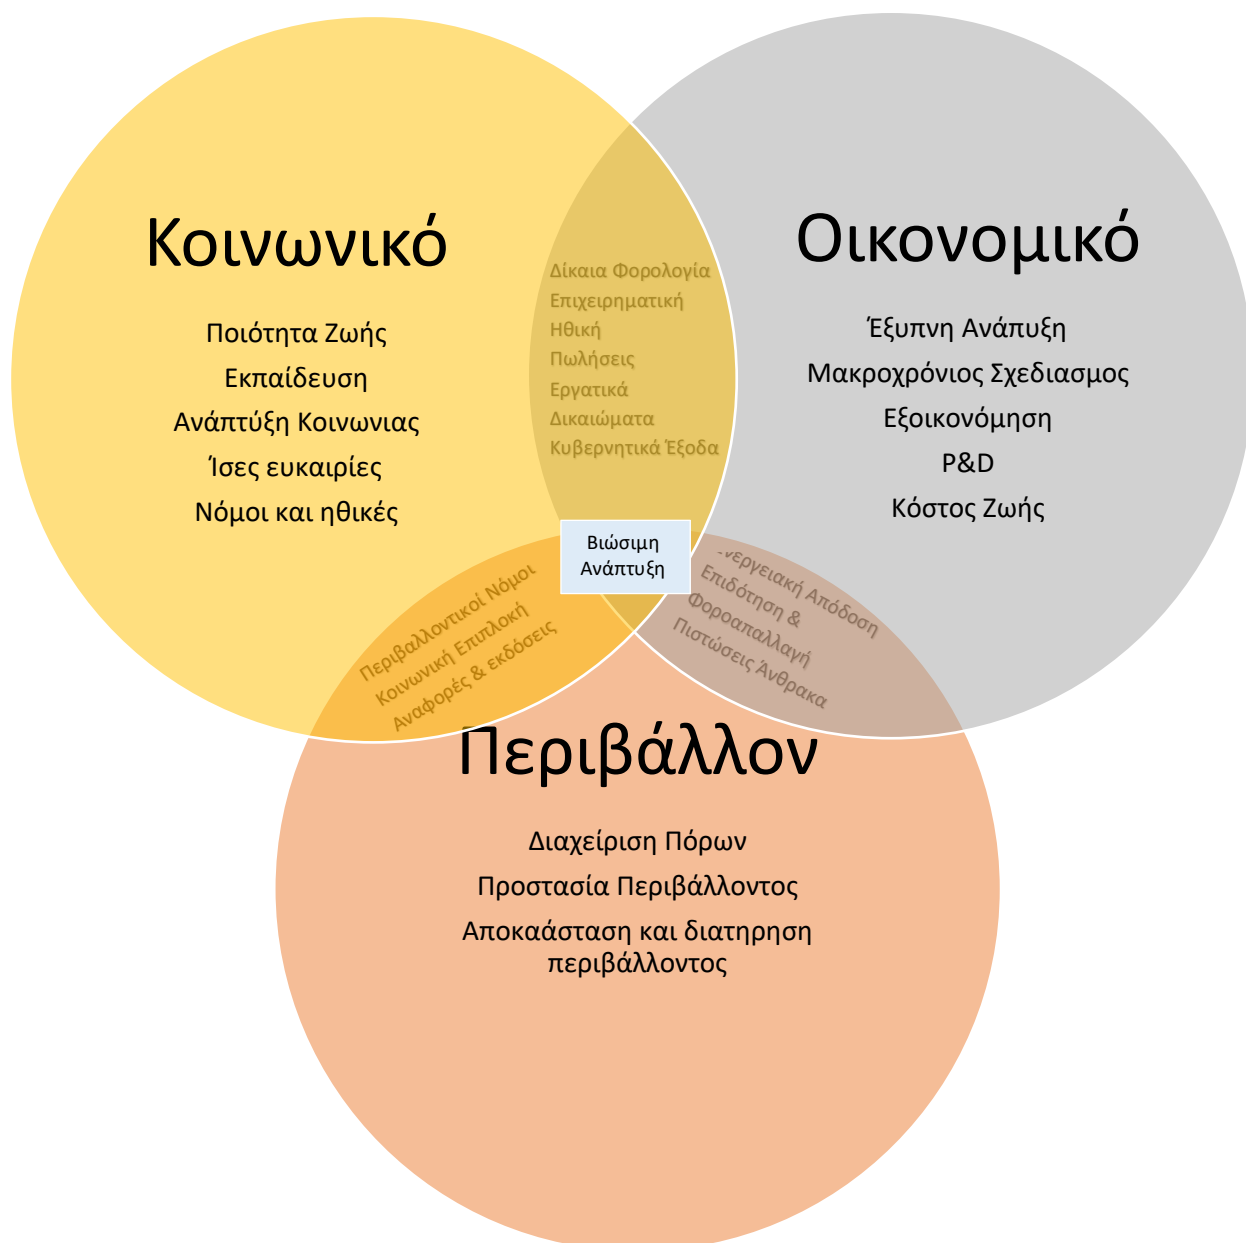 Κοινωνικό
Ποιότητα Ζωής
Εκπαίδευση
Ανάπτύξη Κοινωνιας
Ίσες ευκαιρίες
Νόμοι και ηθικές
Οικονομικό
Έξυπνη Ανάπυξη
Μακροχρόνιος Σχεδιασμος
Εξοικονόμηση
Ρ&D
Κόστος Ζωής
Δίκαια Φορολογία
Επιχειρηματική
Ηθική
Πωλήσεις
Εργατικά
Δικαιώματα
Κυβερνητικά Έξοδα
Βιώσιμη
Ανάπτυξη
Περιβαλλοντικοί Νόμοι
Κοινωνική Επιπλοκή
Αναφορές & εκδόσεις
Ενεργειακή Απόδοση
Επιδότηση &
Φοροαπαλλαγή
Πιστώσεις Άνθρακα
Περιβάλλον
Διαχείριση Πόρων
Προστασία Περιβάλλοντος
Αποκαάσταση και διατηρηση
περιβάλλοντος